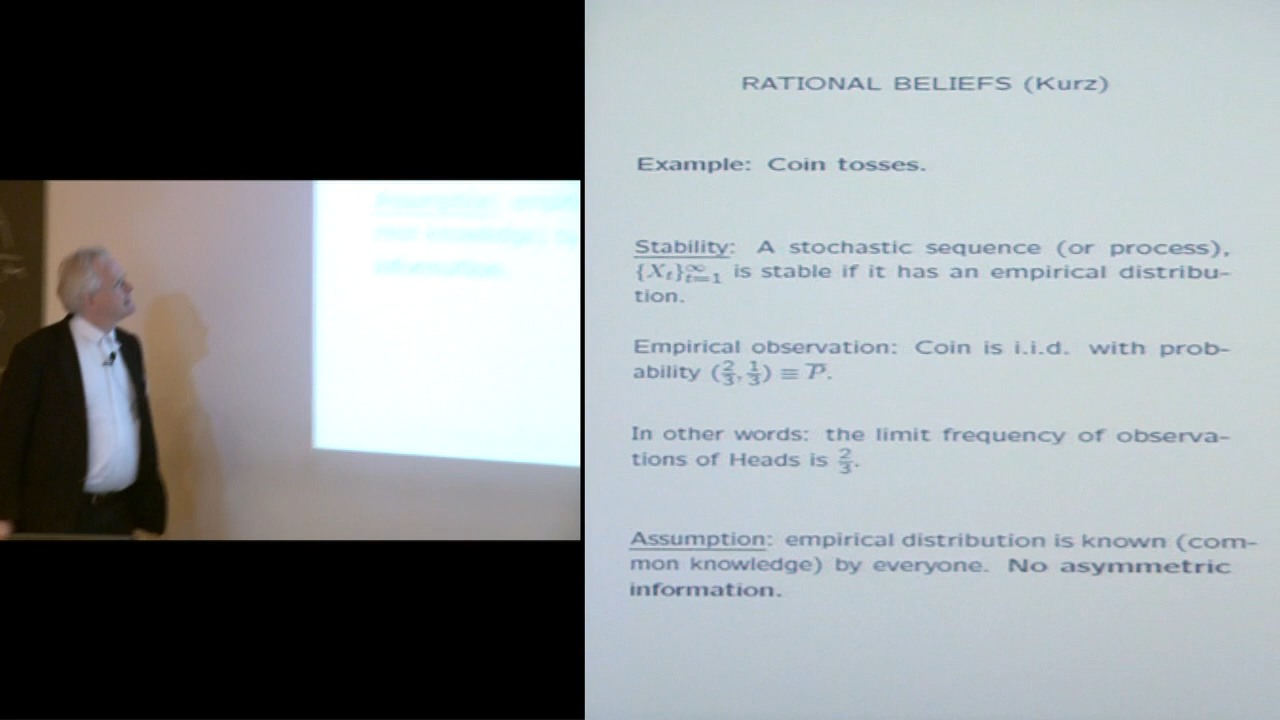 RATIONAL BELIEFS (Kurz)
Example: Coin tosses.
Stability: A stochastic sequence (or process),
{X_t}_{t=1}^∞ is stable if it has an empirical distribu-
tion.
Empirical observation: Coin is i.i.d. with prob-
ability (2/3, 1/3) ≡ P.
In other words: the limit frequency of observa-
tions of Heads is 2/3.
Assumption: empirical distribution is known (com-
mon knowledge) by everyone. No asymmetric
information.